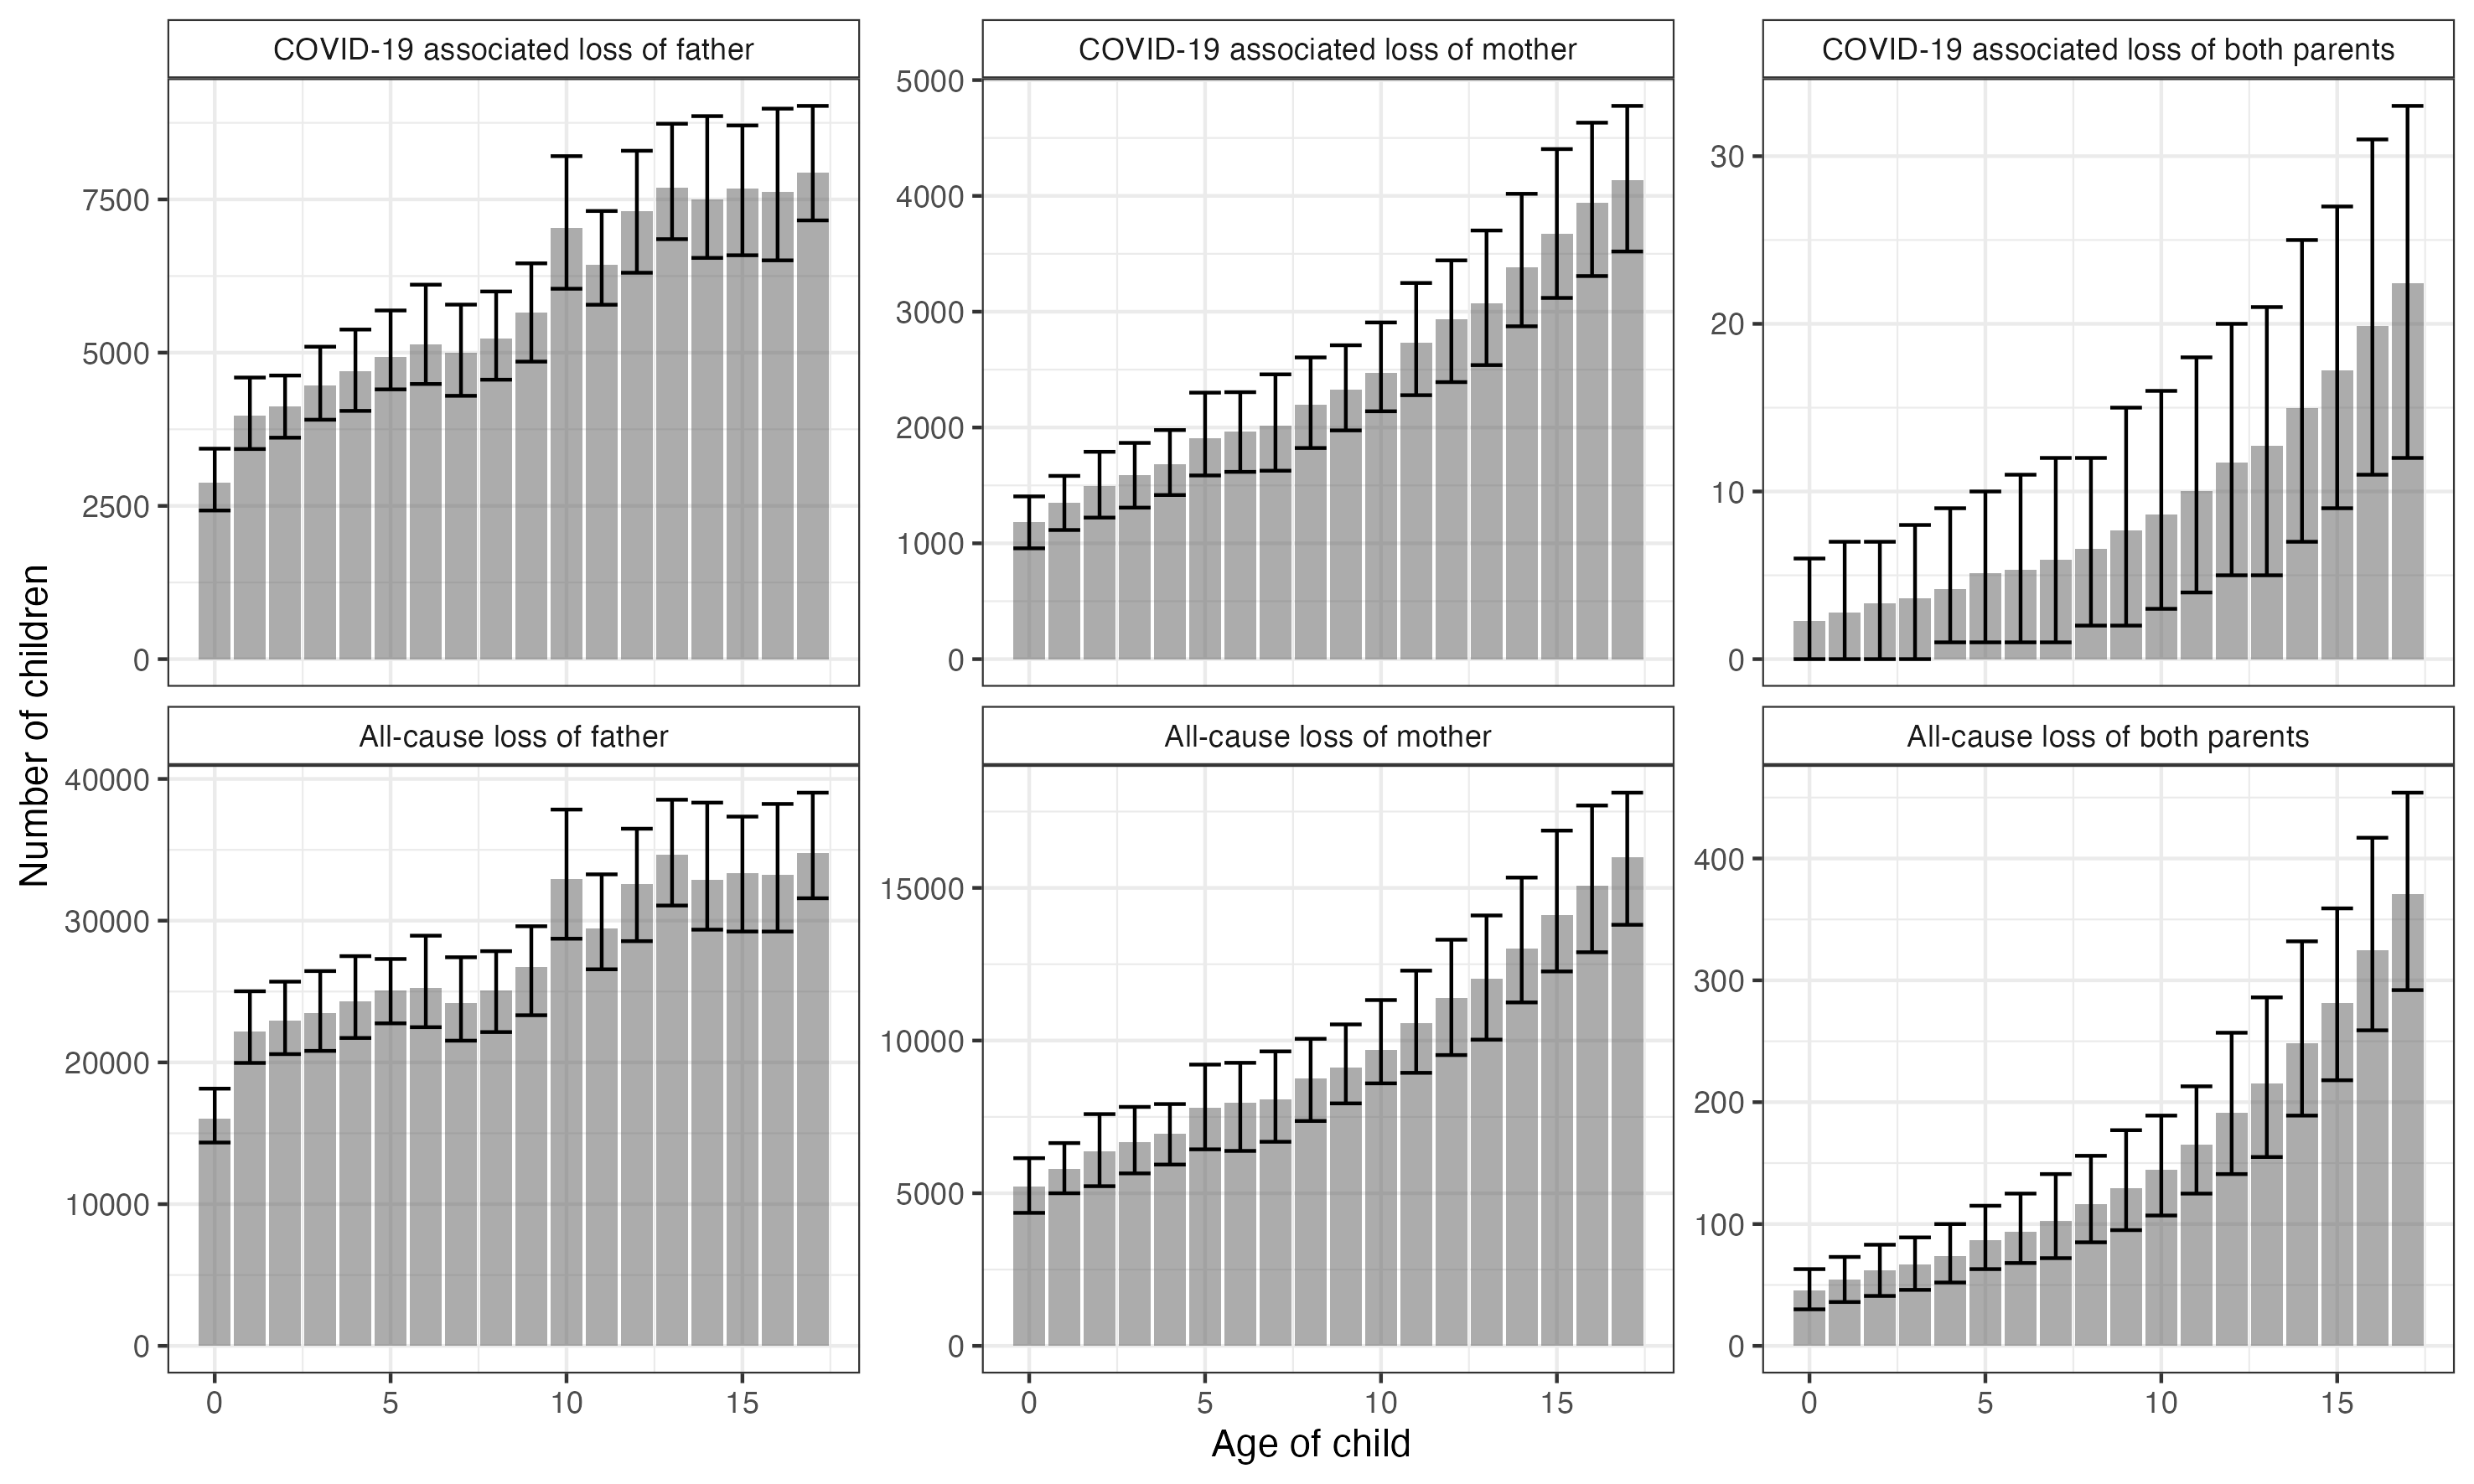 COVID-19 associated loss of father
COVID-19 associated loss of mother
COVID-19 associated loss of both parents
7500
5000
2500
0
5000
4000
3000
2000
1000
0
30
20
10
0
Number of children
All-cause loss of father
All-cause loss of mother
All-cause loss of both parents
40000
30000
20000
10000
0
15000
10000
5000
0
400
300
200
100
0
0 5 10 15
0 5 10 15
0 5 10 15
Age of child